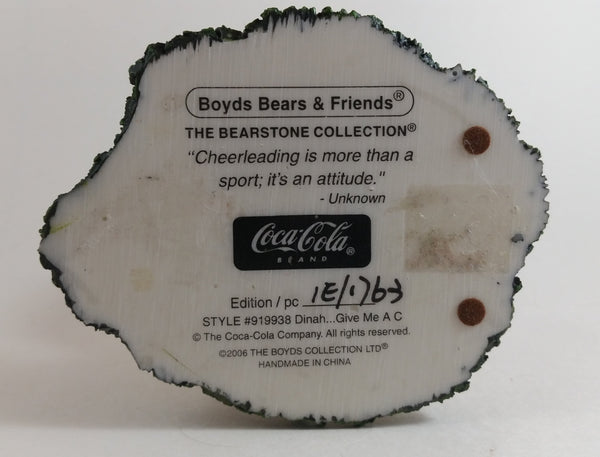 Boyds Bears & Friends®
THE BEARSTONE COLLECTION®
"Cheerleading is more than a
sport; it's an attitude."
- Unknown
Coca-Cola®
BRAND
Edition / pc 1E/1763
STYLE #919938 Dinah...Give Me A C
© The Coca-Cola Company. All rights reserved.
©2006 THE BOYDS COLLECTION LTD®
HANDMADE IN CHINA